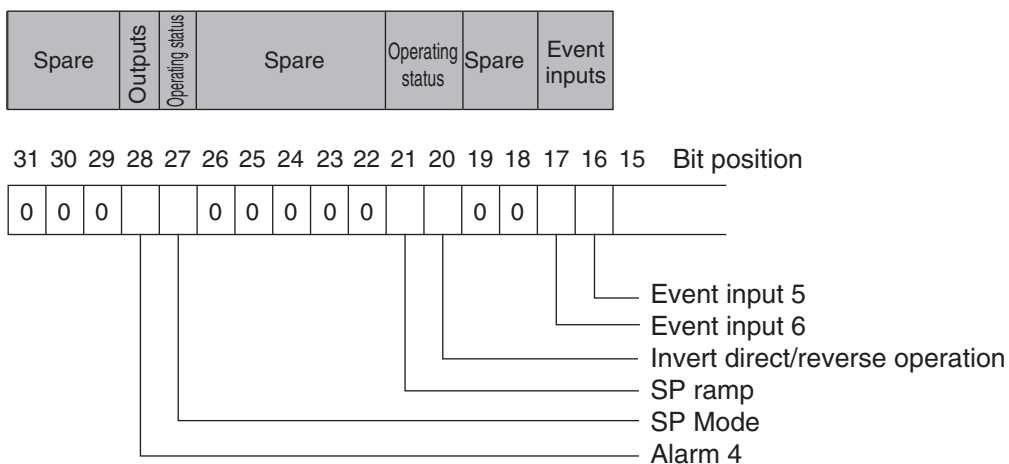 Spare Outputs Operating status Spare Operating status Spare Event inputs
31 30 29 28 27 26 25 24 23 22 21 20 19 18 17 16 15 Bit position
0 0 0 0 0 0 0 0 0 0
Event input 5
Event input 6
Invert direct/reverse operation
SP ramp
SP Mode
Alarm 4